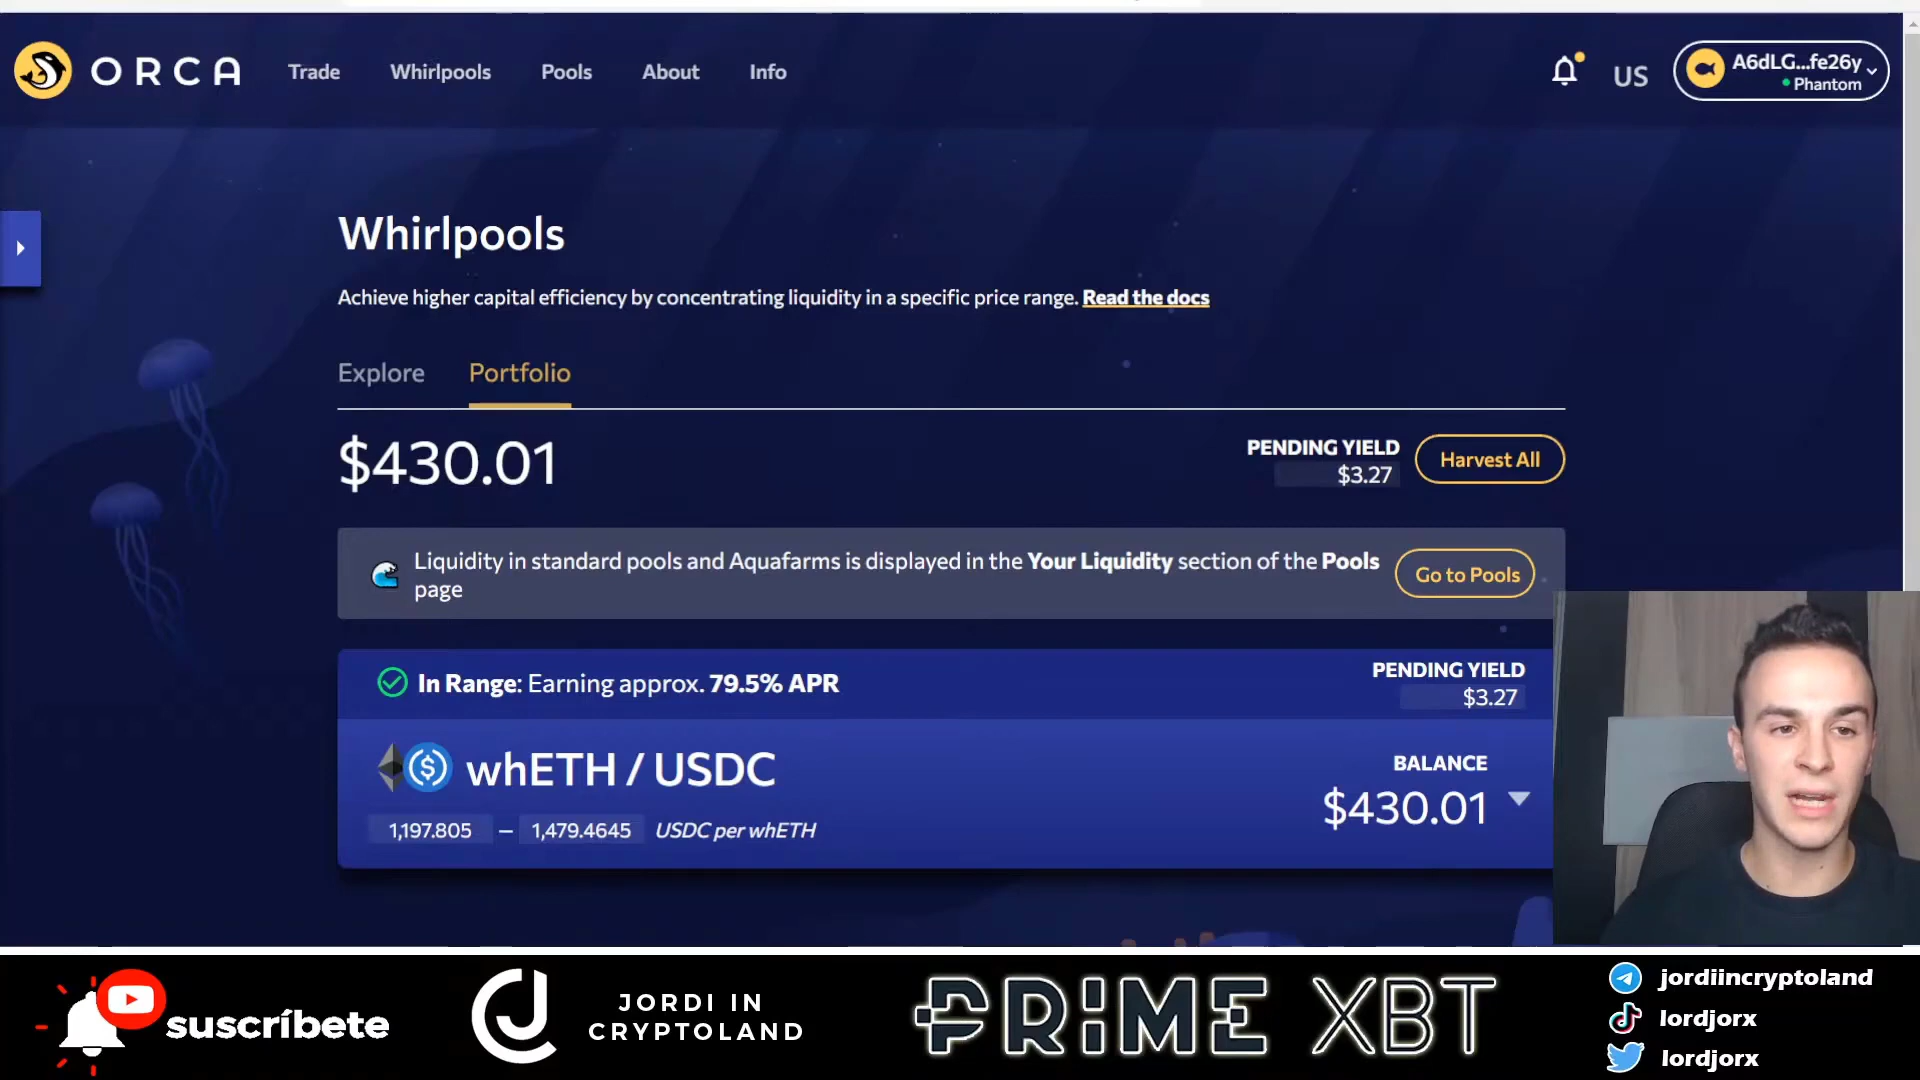 ORCA
Trade Whirlpools Pools About Info
US
A6dLG...fe26y
Phantom
Whirlpools
Achieve higher capital efficiency by concentrating liquidity in a specific price range. Read the docs
Explore Portfolio
$430.01
PENDING YIELD
$3.27
Harvest All
Liquidity in standard pools and Aquafarms is displayed in the Your Liquidity section of the Pools
page
Go to Pools
In Range: Earning approx. 79.5% APR
PENDING YIELD
$3.27
whETH / USDC
1,197.805 – 1,479.4645 USDC per whETH
BALANCE
$430.01
suscríbete
JORDI IN
CRYPTOLAND
PRIME XBT
jordiincryptoland
lordjorx
lordjorx